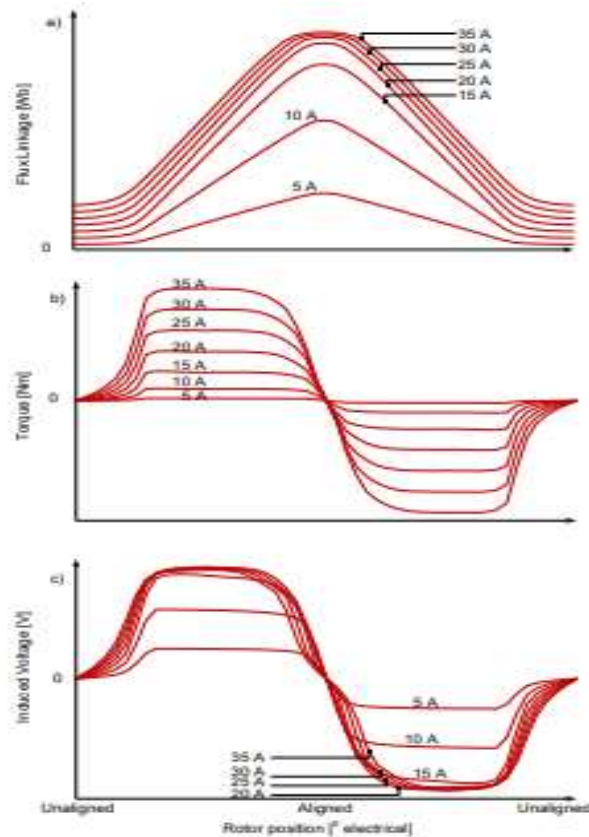 a)
Flux Linkage [Wb]
0
35 A
30 A
25 A
20 A
15 A
10 A
5 A
b)
Torque [Nm]
0
35 A
30 A
25 A
20 A
15 A
10 A
5 A
c)
Induced Voltage [V]
0
5 A
10 A
15 A
35 A
30 A
25 A
20 A
Unaligned
Aligned
Unaligned
Rotor position [° electrical]